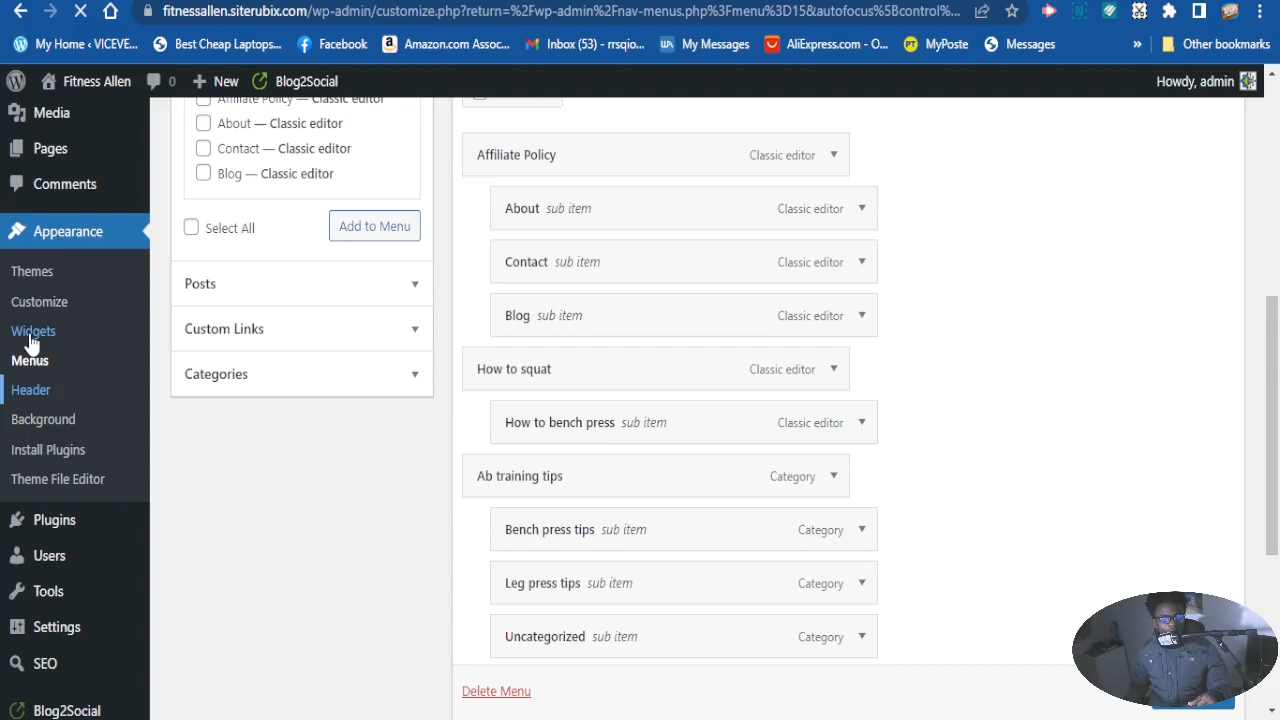 fitnessallen.siterubix.com/wp-admin/customize.php?return=%2Fwp-admin%2Fnav-menus.php%3Fmenu%3D15&autofocus%5Bcontrol%...
My Home ‹ VICEVE...
Best Cheap Laptops...
Facebook
Amazon.com Assoc...
Inbox (53) - rrsqio...
My Messages
AliExpress.com - O...
PT MyPoste
Messages
»
Other bookmarks
Fitness Allen
0
New
Blog2Social
Howdy, admin
Media
Pages
Comments
Appearance
Themes
Customize
Widgets
Menus
Header
Background
Install Plugins
Theme File Editor
Plugins
Users
Tools
Settings
SEO
Blog2Social
Affiliate Policy — Classic editor
About — Classic editor
Contact — Classic editor
Blog — Classic editor
Select All
Add to Menu
Posts
Custom Links
Categories
Affiliate Policy Classic editor
About sub item Classic editor
Contact sub item Classic editor
Blog sub item Classic editor
How to squat Classic editor
How to bench press sub item Classic editor
Ab training tips Category
Bench press tips sub item Category
Leg press tips sub item Category
Uncategorized sub item Category
Delete Menu